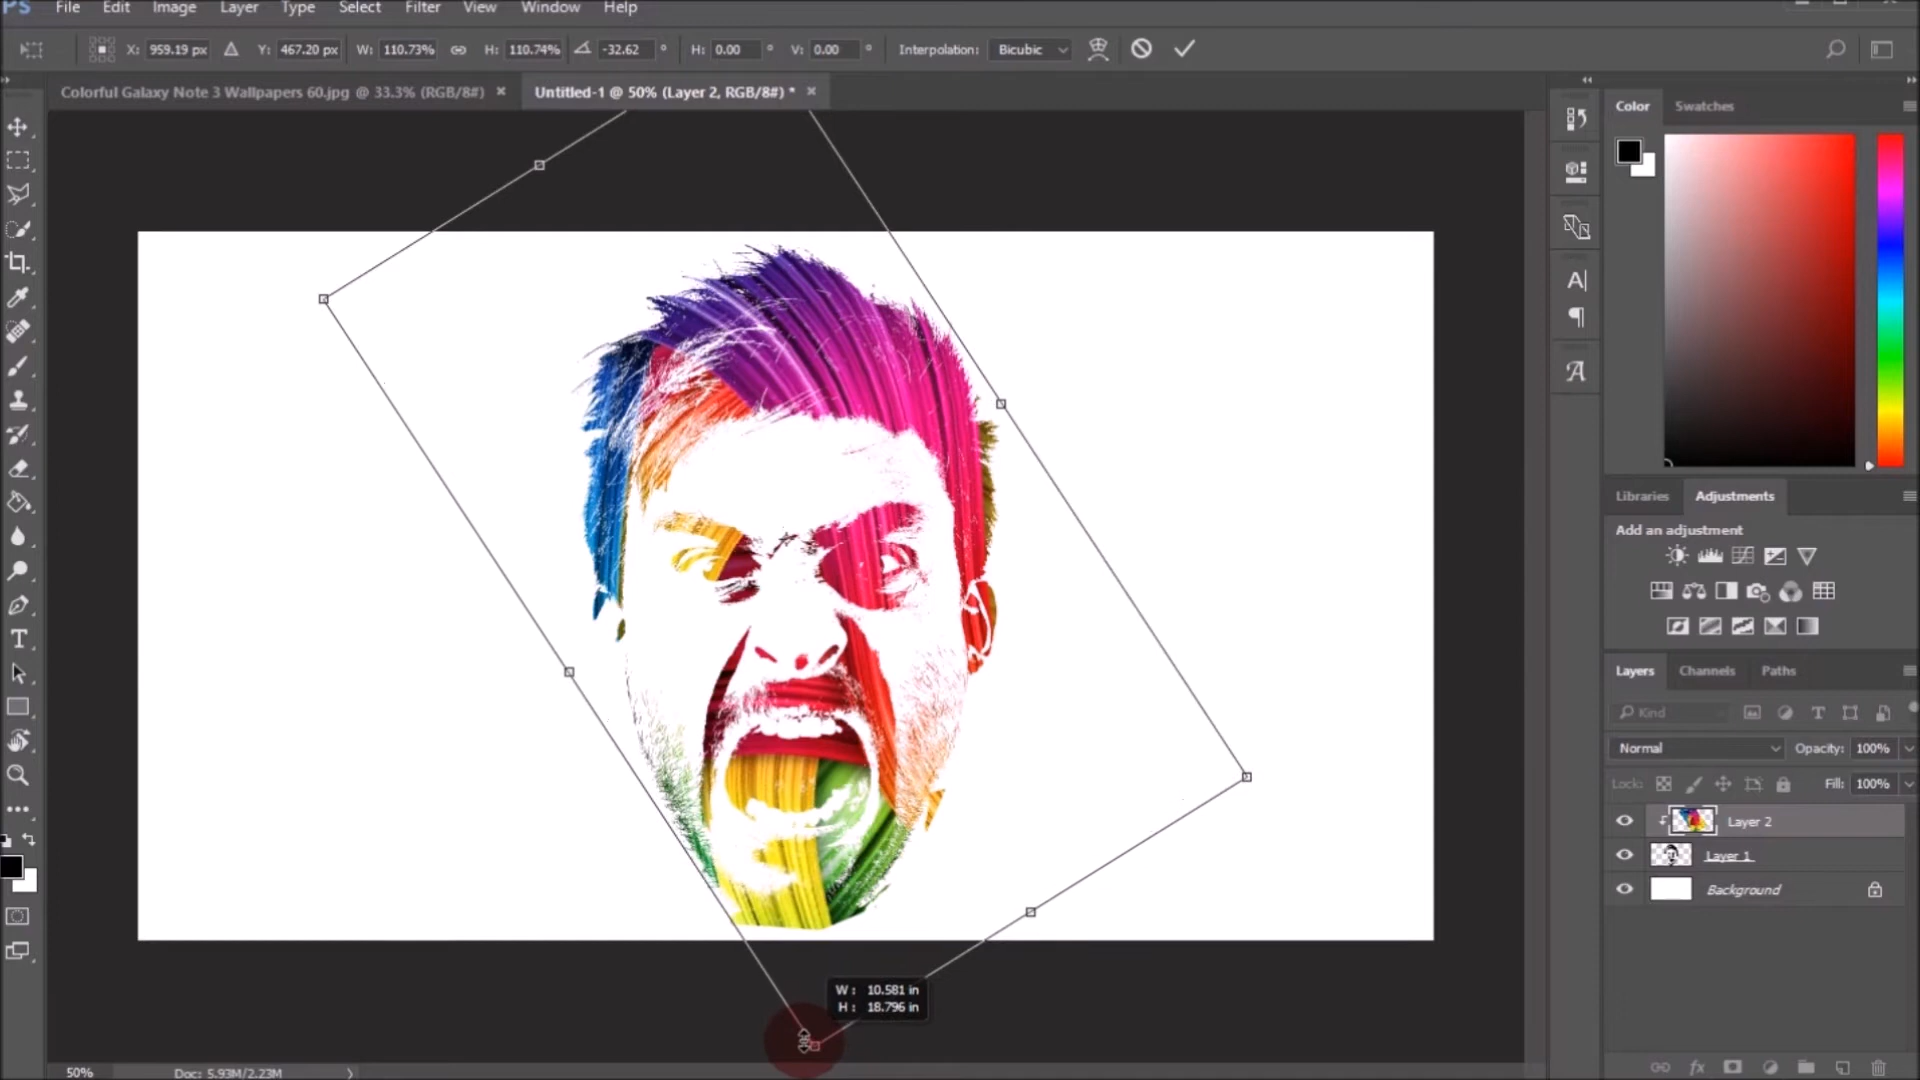 PS File Edit Image Layer Type Select Filter View Window Help
X: 959.19 px Y: 467.20 px W: 110.73% H: 110.74% -32.62 ° H: 0.00 ° V: 0.00 ° Interpolation: Bicubic
Colorful Galaxy Note 3 Wallpapers 60.jpg @ 33.3% (RGB/8#) × Untitled-1 @ 50% (Layer 2, RGB/8#) * ×
Color Swatches
Libraries Adjustments
Add an adjustment
Layers Channels Paths
Kind
Normal Opacity: 100%
Lock: Fill: 100%
Layer 2
Layer 1
Background
W : 10.581 in
H : 18.796 in
50% Doc: 5.93M/2.23M